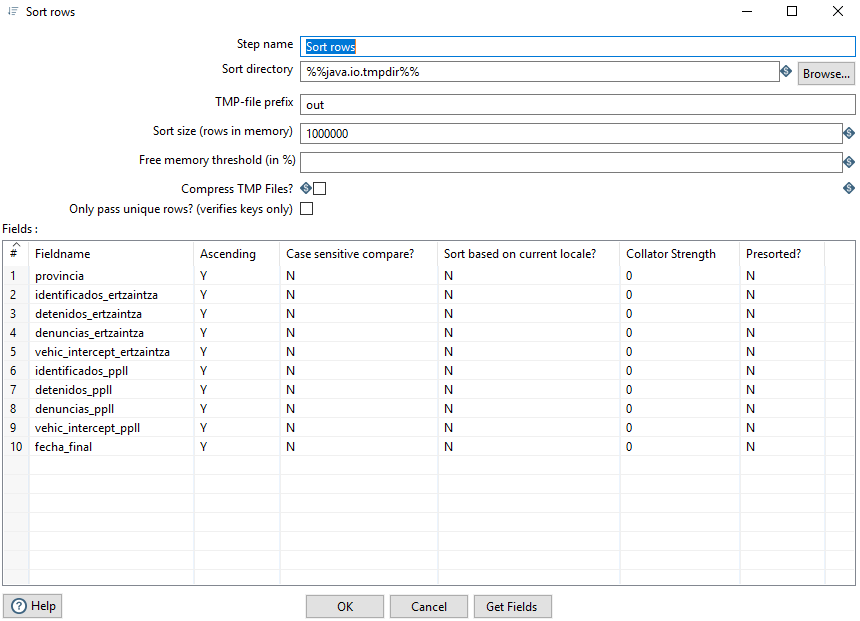 Sort rows
Step name Sort rows
Sort directory %%java.io.tmpdir%% Browse...
TMP-file prefix out
Sort size (rows in memory) 1000000
Free memory threshold (in %)
Compress TMP Files?
Only pass unique rows? (verifies keys only)
Fields :
# Fieldname Ascending Case sensitive compare? Sort based on current locale? Collator Strength Presorted?
1 provincia Y N N 0 N
2 identificados_ertzaintza Y N N 0 N
3 detenidos_ertzaintza Y N N 0 N
4 denuncias_ertzaintza Y N N 0 N
5 vehic_intercept_ertzaintza Y N N 0 N
6 identificados_ppll Y N N 0 N
7 detenidos_ppll Y N N 0 N
8 denuncias_ppll Y N N 0 N
9 vehic_intercept_ppll Y N N 0 N
10 fecha_final Y N N 0 N
Help OK Cancel Get Fields